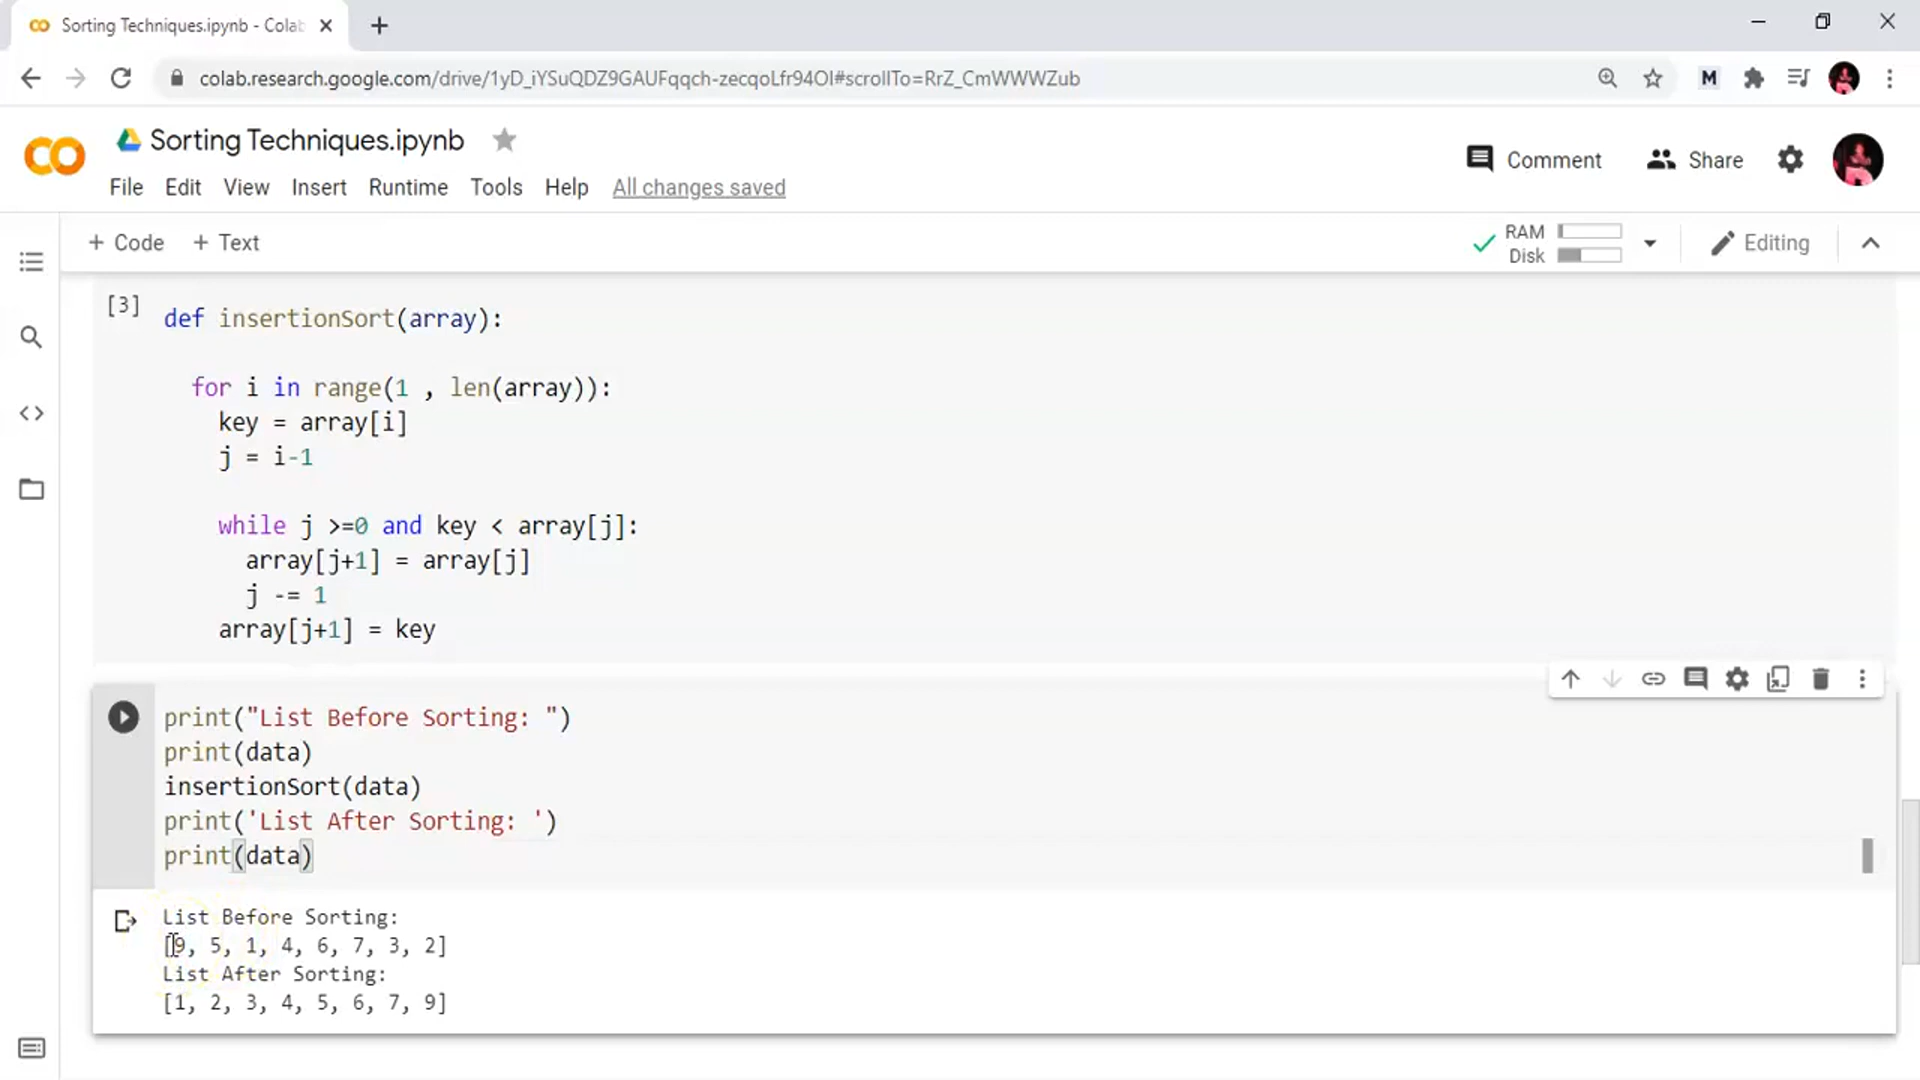 Sorting Techniques.ipynb - Colab
colab.research.google.com/drive/1yD_iYSuQDZ9GAUFqqch-zecqoLfr94OI#scrollTo=RrZ_CmWWWZub
M
Sorting Techniques.ipynb
Comment
Share
File Edit View Insert Runtime Tools Help All changes saved
+ Code + Text
RAM
Disk
Editing
[3]
def insertionSort(array):
for i in range(1 , len(array)):
key = array[i]
j = i-1
while j >=0 and key < array[j]:
array[j+1] = array[j]
j -= 1
array[j+1] = key
print("List Before Sorting: ")
print(data)
insertionSort(data)
print('List After Sorting: ')
print(data)
List Before Sorting:
[9, 5, 1, 4, 6, 7, 3, 2]
List After Sorting:
[1, 2, 3, 4, 5, 6, 7, 9]